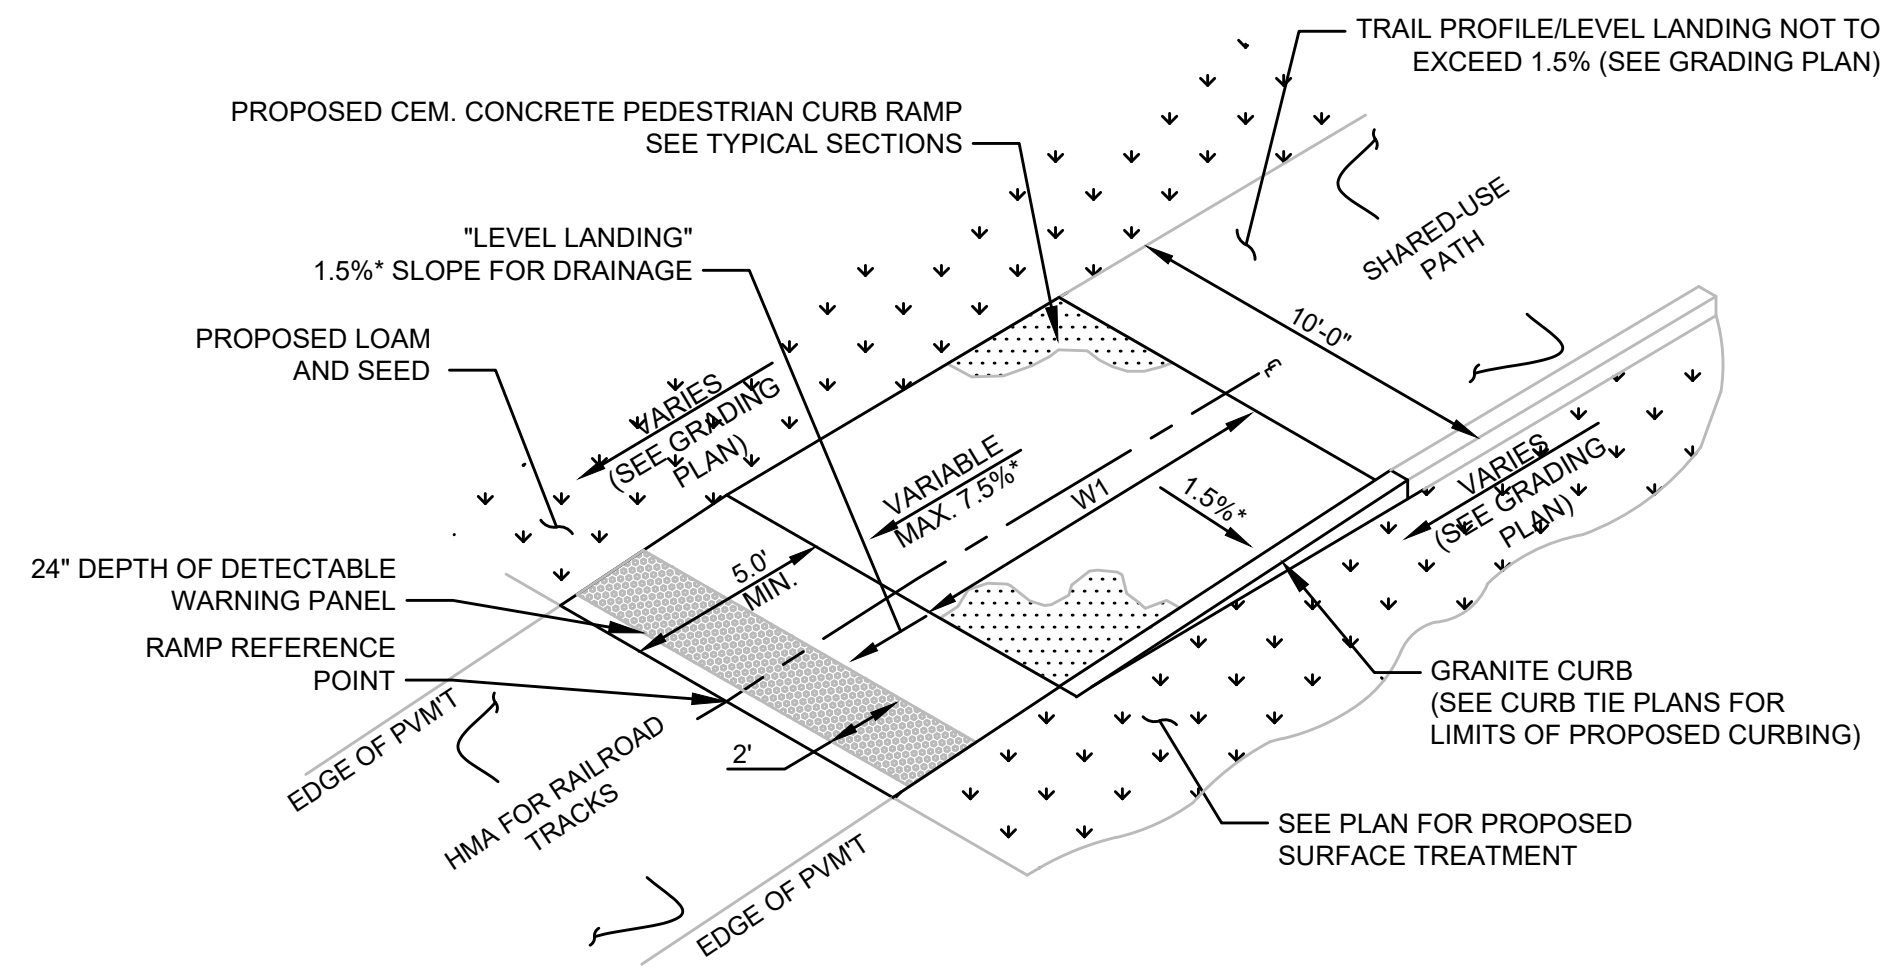 TRAIL PROFILE/LEVEL LANDING NOT TO
EXCEED 1.5% (SEE GRADING PLAN)
PROPOSED CEM. CONCRETE PEDESTRIAN CURB RAMP
SEE TYPICAL SECTIONS
SHARED-USE
PATH
"LEVEL LANDING"
1.5%* SLOPE FOR DRAINAGE
10'-0"
PROPOSED LOAM
AND SEED
℄
VARIES
(SEE GRADING
PLAN)
VARIABLE
MAX. 7.5%*
W1
1.5%*
VARIES
(SEE GRADING
PLAN)
24" DEPTH OF DETECTABLE
WARNING PANEL
5.0'
MIN.
RAMP REFERENCE
POINT
GRANITE CURB
(SEE CURB TIE PLANS FOR
LIMITS OF PROPOSED CURBING)
EDGE OF PVM'T
2'
HMA FOR RAILROAD
TRACKS
SEE PLAN FOR PROPOSED
SURFACE TREATMENT
EDGE OF PVM'T